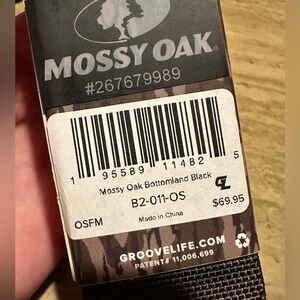 MOSSY OAK®
#267679989
1 95589 11482 5
Mossy Oak Bottomland Black
B2-011-OS
OSFM
Made in China
$69.95
GROOVELIFE.COM
PATENT# 11,006,699